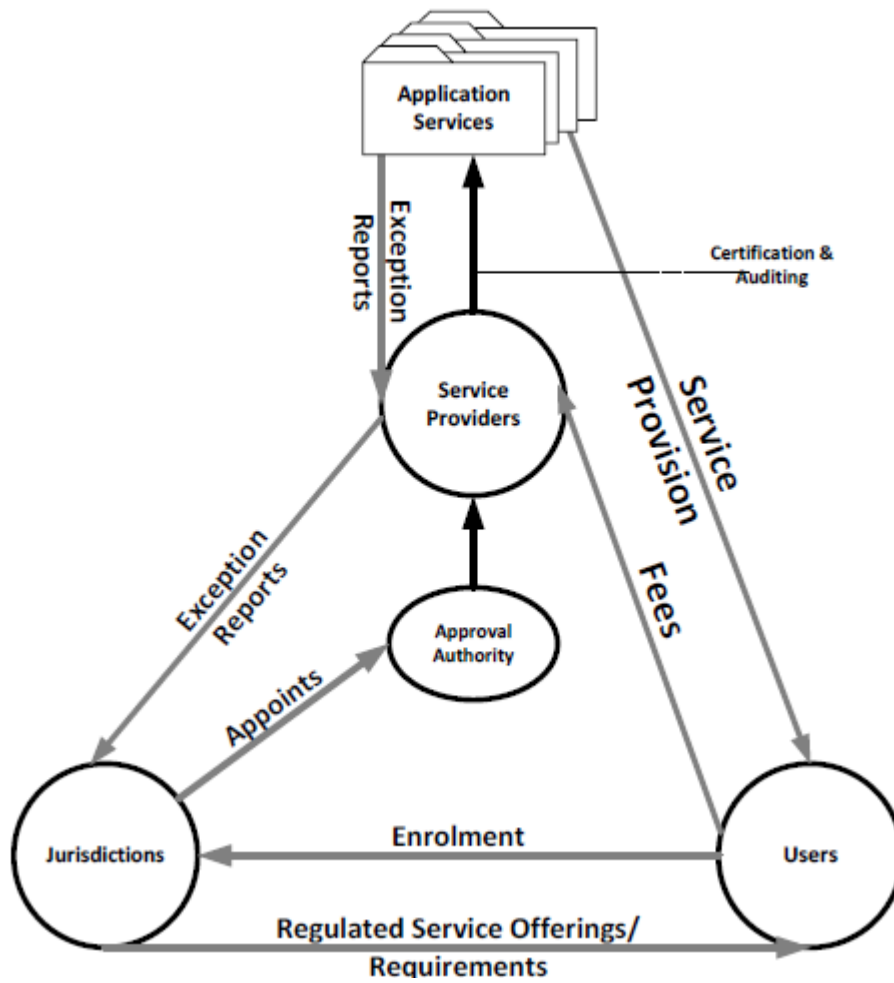 Application
Services
Exception
Reports
Certification &
Auditing
Service
Providers
Service
Provision
Exception
Reports
Fees
Approval
Authority
Appoints
Jurisdictions
Enrolment
Users
Regulated Service Offerings/
Requirements